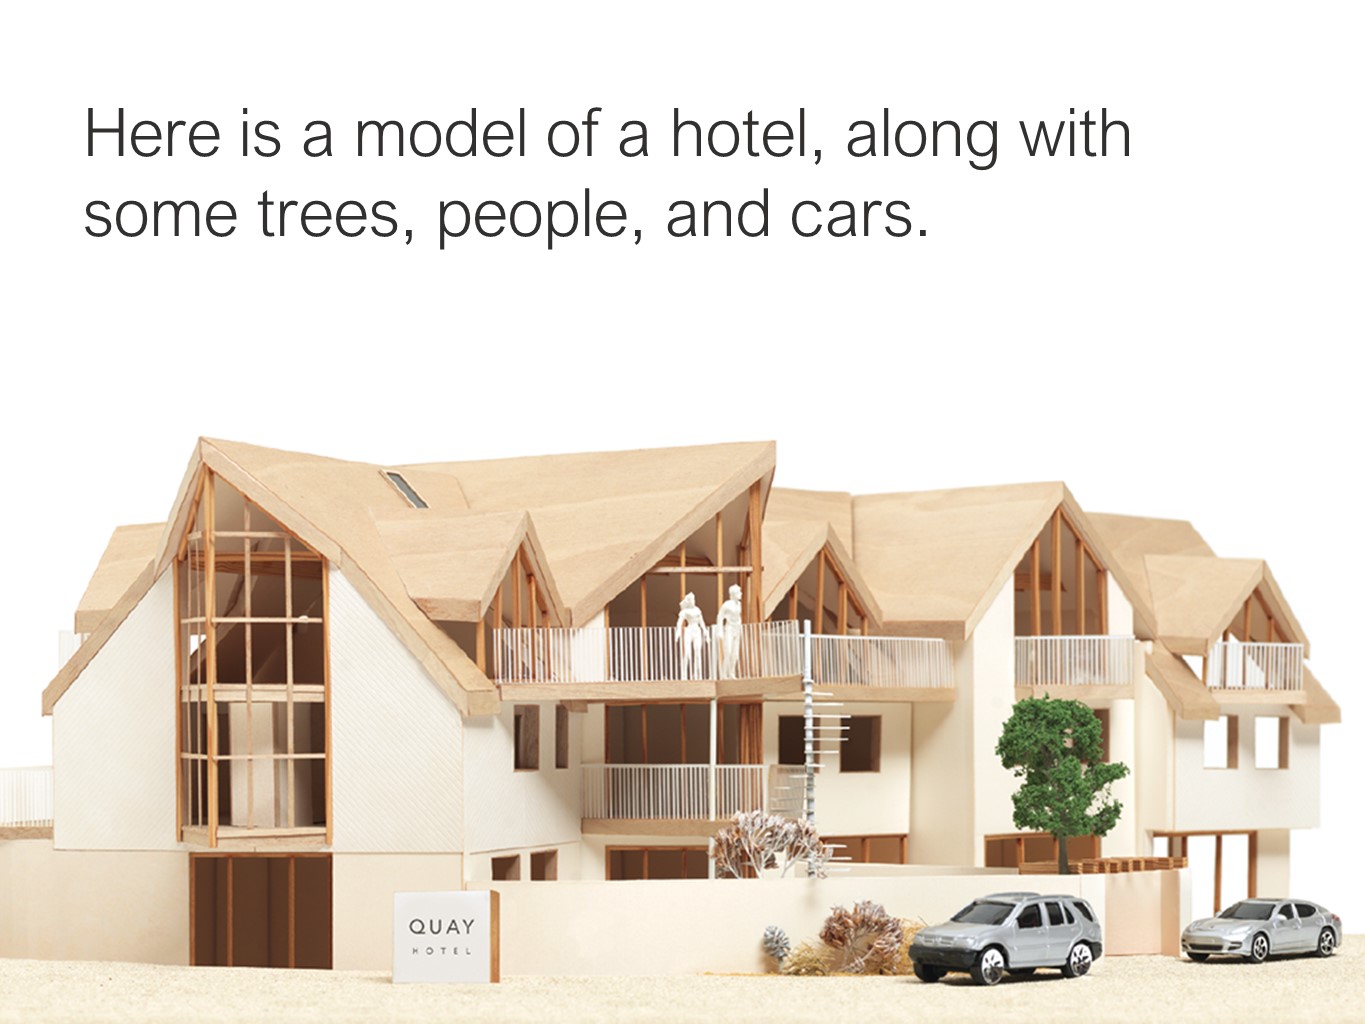 Here is a model of a hotel, along with
some trees, people, and cars.
QUAY
HOTEL